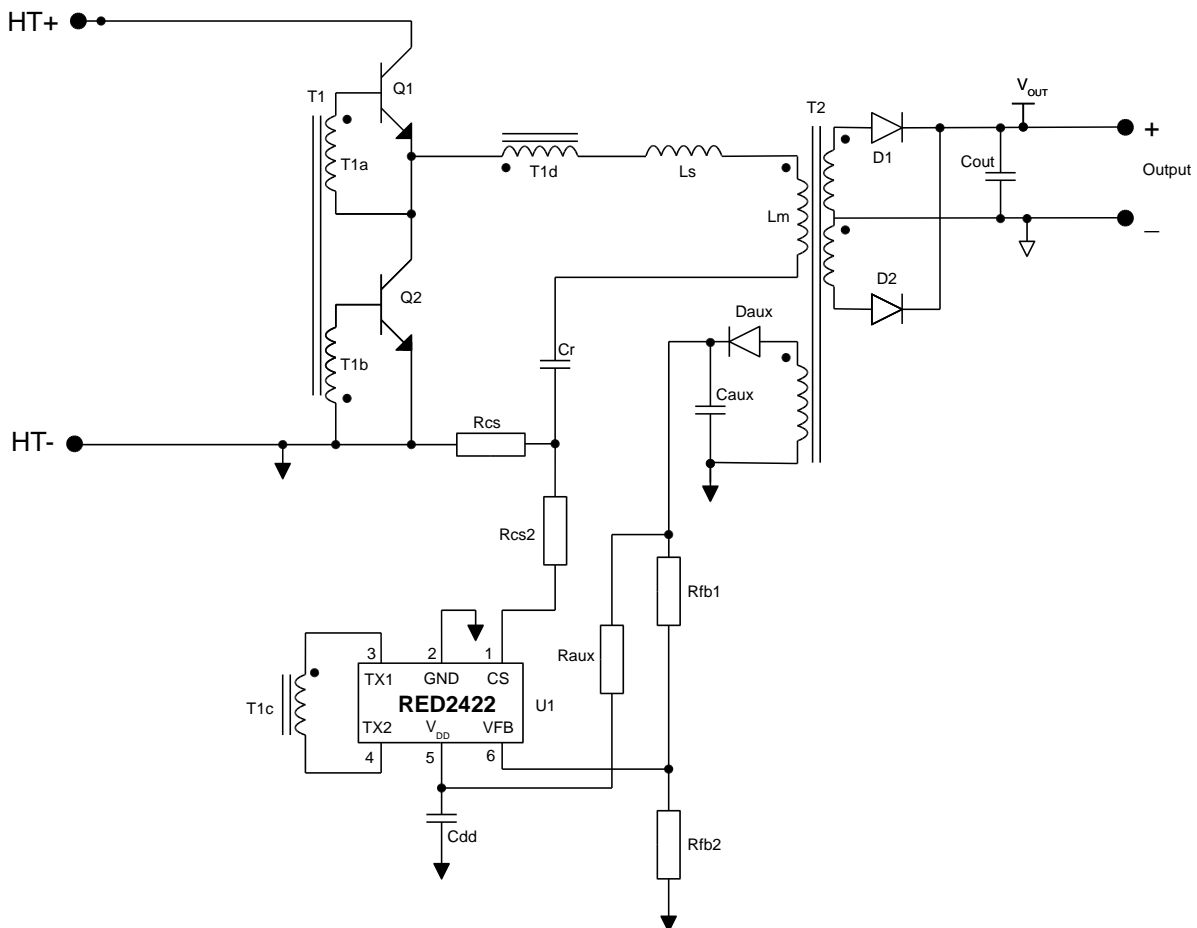 HT+
Q1
T1
T1a
T1d
Ls
T2
Lm
D1
V OUT
Cout
+
Output
–
Q2
T1b
D2
Daux
Cr
Caux
HT-
Rcs
Rcs2
Rfb1
Raux
3
2
1
TX1
GND
CS
RED2422
U1
T1c
TX2
V DD
VFB
4
5
6
Cdd
Rfb2